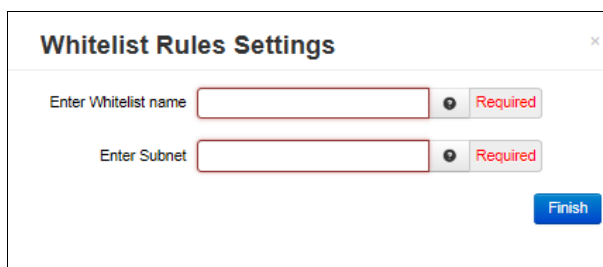 Whitelist Rules Settings ×
Enter Whitelist name ? Required
Enter Subnet ? Required
Finish